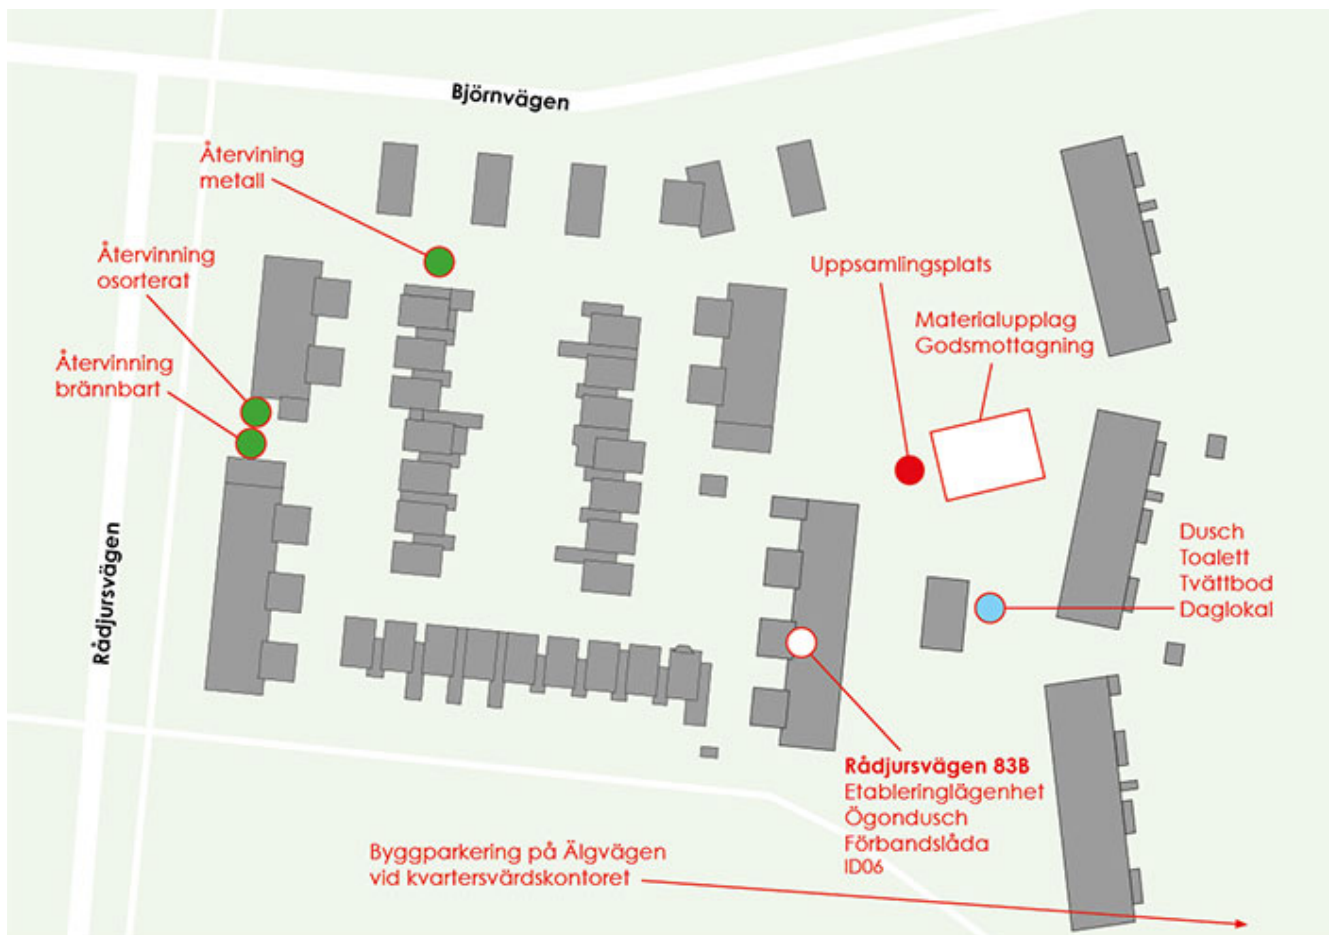 Björnvägen
Återvining
metall
Återvinning
osorterat
Uppsamlingsplats
Materialupplag
Godsmottagning
Återvinning
brännbart
Rådjursvägen
Dusch
Toalett
Tvättbod
Daglokal
Rådjursvägen 83B
Etableringlägenhet
Ögondusch
Förbandslåda
ID06
Byggparkering på Älgvägen
vid kvartersvärdskontoret